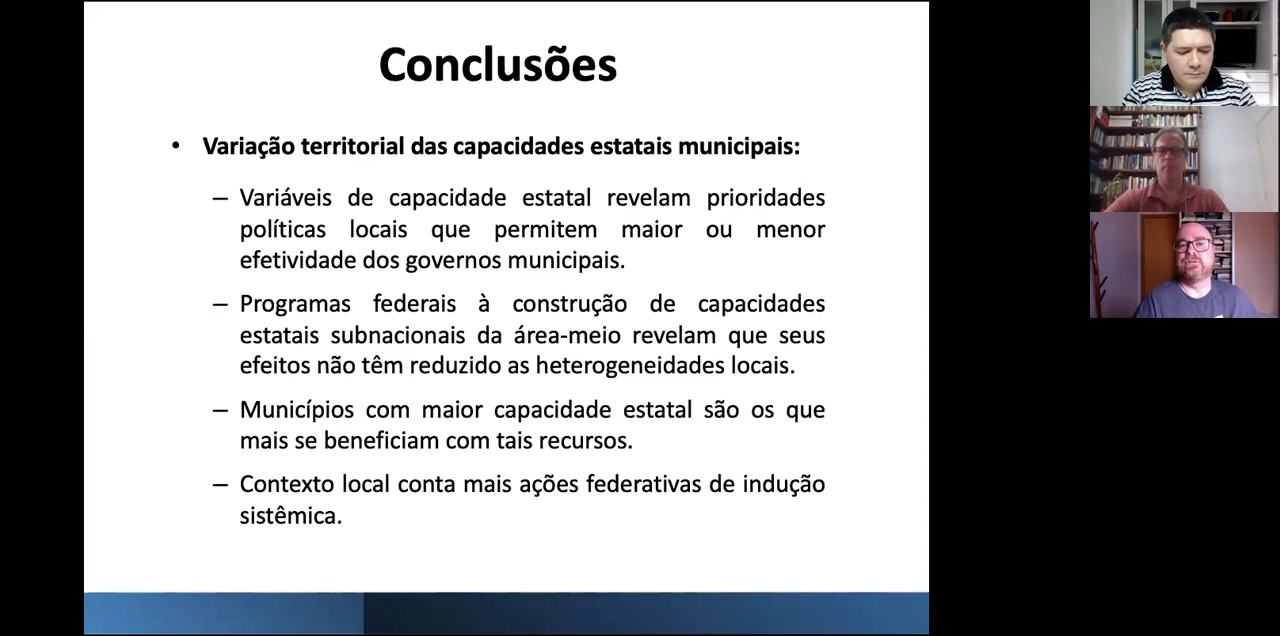 Conclusões
• Variação territorial das capacidades estatais municipais:
– Variáveis de capacidade estatal revelam prioridades
políticas locais que permitem maior ou menor
efetividade dos governos municipais.
– Programas federais à construção de capacidades
estatais subnacionais da área-meio revelam que seus
efeitos não têm reduzido as heterogeneidades locais.
– Municípios com maior capacidade estatal são os que
mais se beneficiam com tais recursos.
– Contexto local conta mais ações federativas de indução
sistêmica.